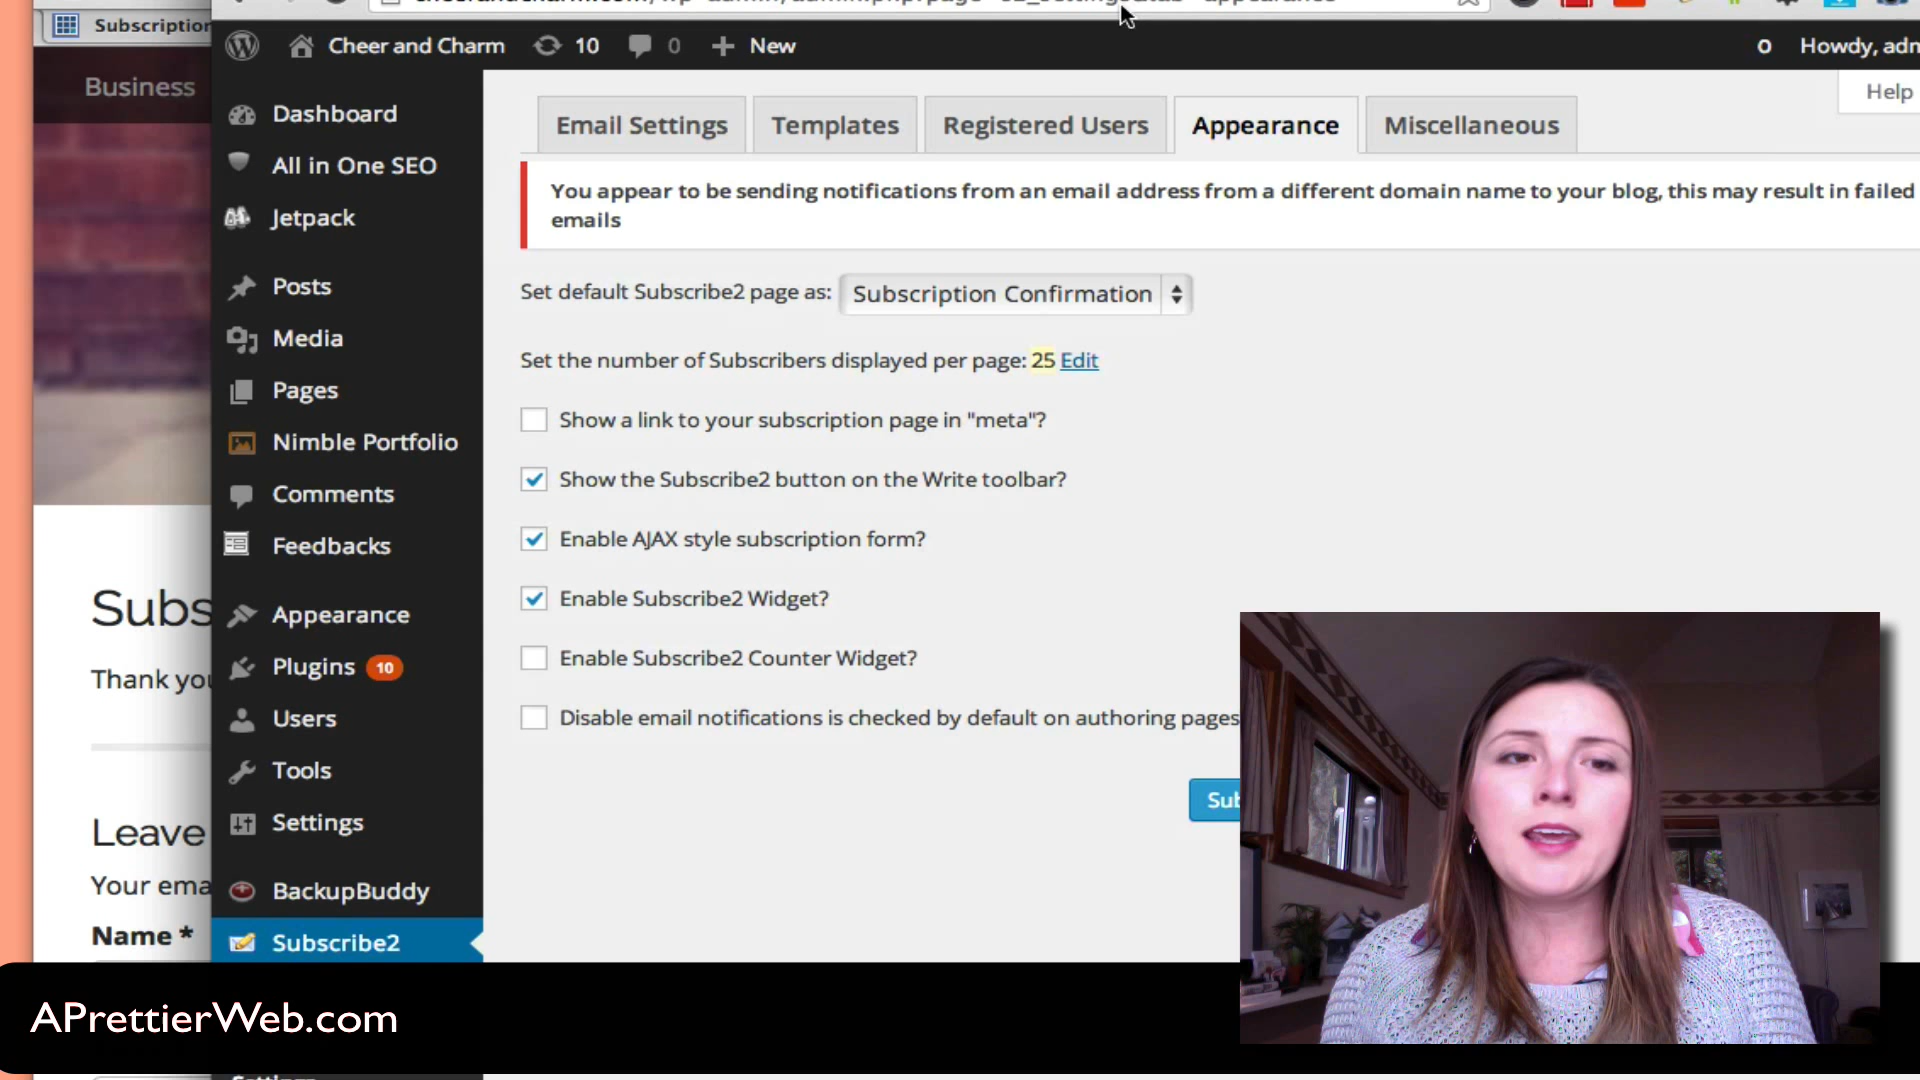 Subscription
Cheer and Charm 10 0 New
Howdy, adm
Business
Help
Dashboard
All in One SEO
Jetpack
Posts
Media
Pages
Nimble Portfolio
Comments
Feedbacks
Appearance
Plugins 10
Users
Tools
Settings
BackupBuddy
Subscribe2
Email Settings
Templates
Registered Users
Appearance
Miscellaneous
You appear to be sending notifications from an email address from a different domain name to your blog, this may result in failed
emails
Set default Subscribe2 page as: Subscription Confirmation
Set the number of Subscribers displayed per page: 25 Edit
Show a link to your subscription page in "meta"?
Show the Subscribe2 button on the Write toolbar?
Enable AJAX style subscription form?
Enable Subscribe2 Widget?
Enable Subscribe2 Counter Widget?
Disable email notifications is checked by default on authoring pages
Sub
Subs
Thank you
Leave
Your ema
Name *
APrettierWeb.com